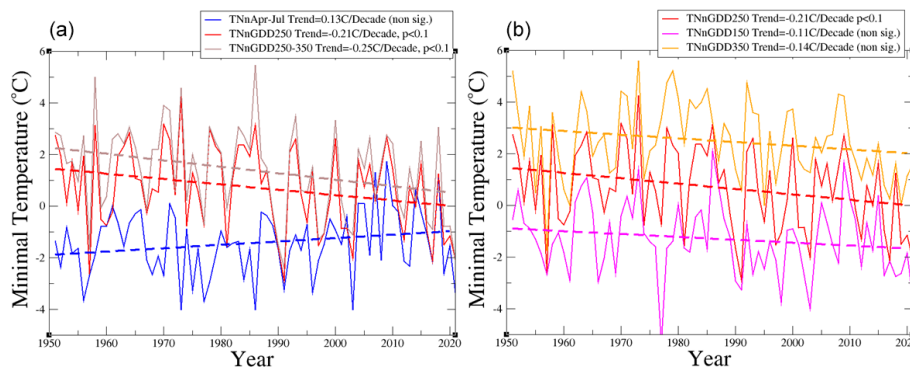 (a)
TNnApr-Jul Trend=0.13C/Decade (non sig.)
TNnGDD250 Trend=-0.21C/Decade, p<0.1
TNnGDD250-350 Trend=-0.25C/Decade, p<0.1
Minimal Temperature (°C)
6
4
2
0
-2
-4
1950 1960 1970 1980 1990 2000 2010 2020
Year
(b)
TNnGDD250 Trend=-0.21C/Decade, p<0.1
TNnGDD150 Trend=-0.11C/Decade (non sig.)
TNnGDD350 Trend=-0.14C/Decade (non sig.)
Minimal Temperature (°C)
6
4
2
0
-2
-4
1950 1960 1970 1980 1990 2000 2010 2020
Year